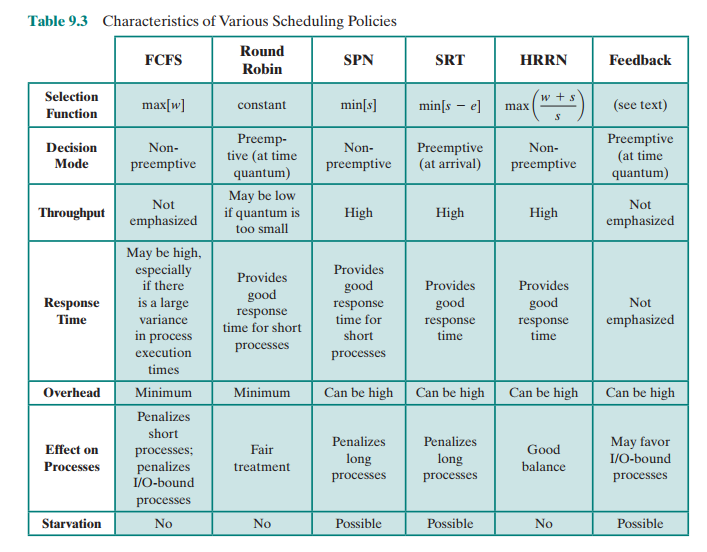 Table 9.3 Characteristics of Various Scheduling Policies
FCFS
Round
Robin
SPN
SRT
HRRN
Feedback
Selection
Function
max[w]
constant
min[s]
min[s − e]
max((w + s)/s)
(see text)
Decision
Mode
Non-
preemptive
Preemp-
tive (at time
quantum)
Non-
preemptive
Preemptive
(at arrival)
Non-
preemptive
Preemptive
(at time
quantum)
Throughput
Not
emphasized
May be low
if quantum is
too small
High
High
High
Not
emphasized
Response
Time
May be high,
especially
if there
is a large
variance
in process
execution
times
Provides
good
response
time for short
processes
Provides
good
response
time for
short
processes
Provides
good
response
time
Provides
good
response
time
Not
emphasized
Overhead
Minimum
Minimum
Can be high
Can be high
Can be high
Can be high
Effect on
Processes
Penalizes
short
processes;
penalizes
I/O-bound
processes
Fair
treatment
Penalizes
long
processes
Penalizes
long
processes
Good
balance
May favor
I/O-bound
processes
Starvation
No
No
Possible
Possible
No
Possible